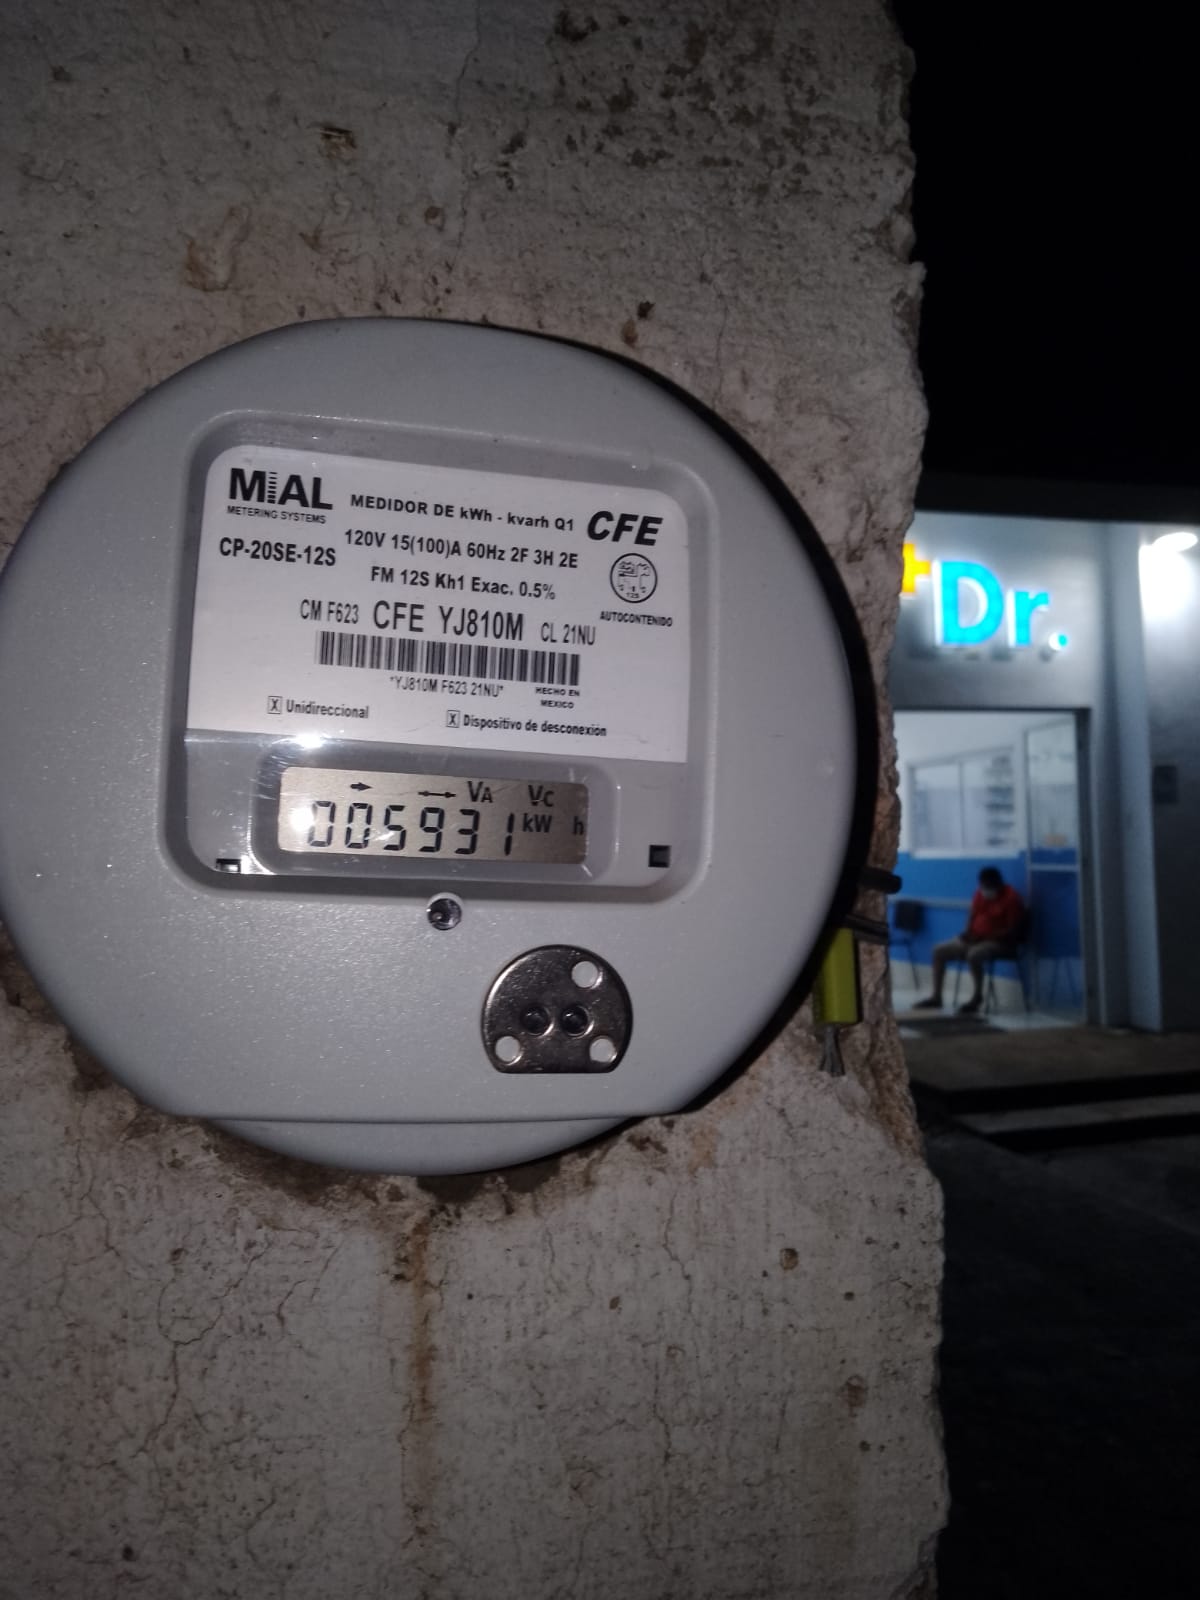 MIAL
METERING SYSTEMS
MEDIDOR DE kWh - kvarh Q1
CFE
CP-20SE-12S
120V 15(100)A 60Hz 2F 3H 2E
FM 12S Kh1 Exac. 0.5%
AUTOCONTENIDO
CM F623 CFE YJ810M CL 21NU
*YJ810M F623 21NU*
HECHO EN
MEXICO
X Unidireccional
X Dispositivo de desconexión
VA VC
005931 kW h
Dr.